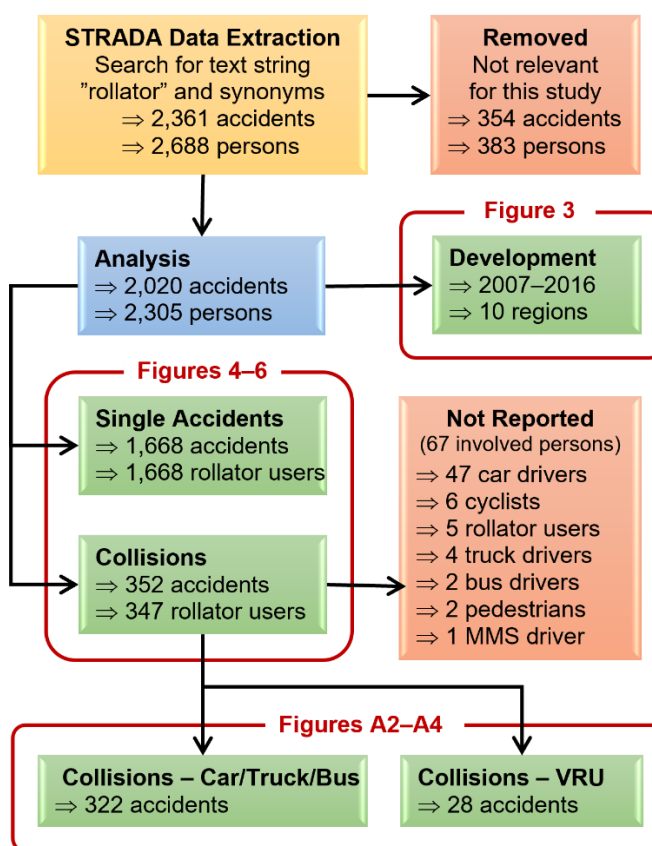 STRADA Data Extraction
Search for text string
”rollator” and synonyms
⇒ 2,361 accidents
⇒ 2,688 persons
Removed
Not relevant
for this study
⇒ 354 accidents
⇒ 383 persons
Figure 3
Analysis
⇒ 2,020 accidents
⇒ 2,305 persons
Development
⇒ 2007–2016
⇒ 10 regions
Figures 4–6
Single Accidents
⇒ 1,668 accidents
⇒ 1,668 rollator users
Not Reported
(67 involved persons)
⇒ 47 car drivers
⇒ 6 cyclists
⇒ 5 rollator users
⇒ 4 truck drivers
⇒ 2 bus drivers
⇒ 2 pedestrians
⇒ 1 MMS driver
Collisions
⇒ 352 accidents
⇒ 347 rollator users
Figures A2–A4
Collisions – Car/Truck/Bus
⇒ 322 accidents
Collisions – VRU
⇒ 28 accidents